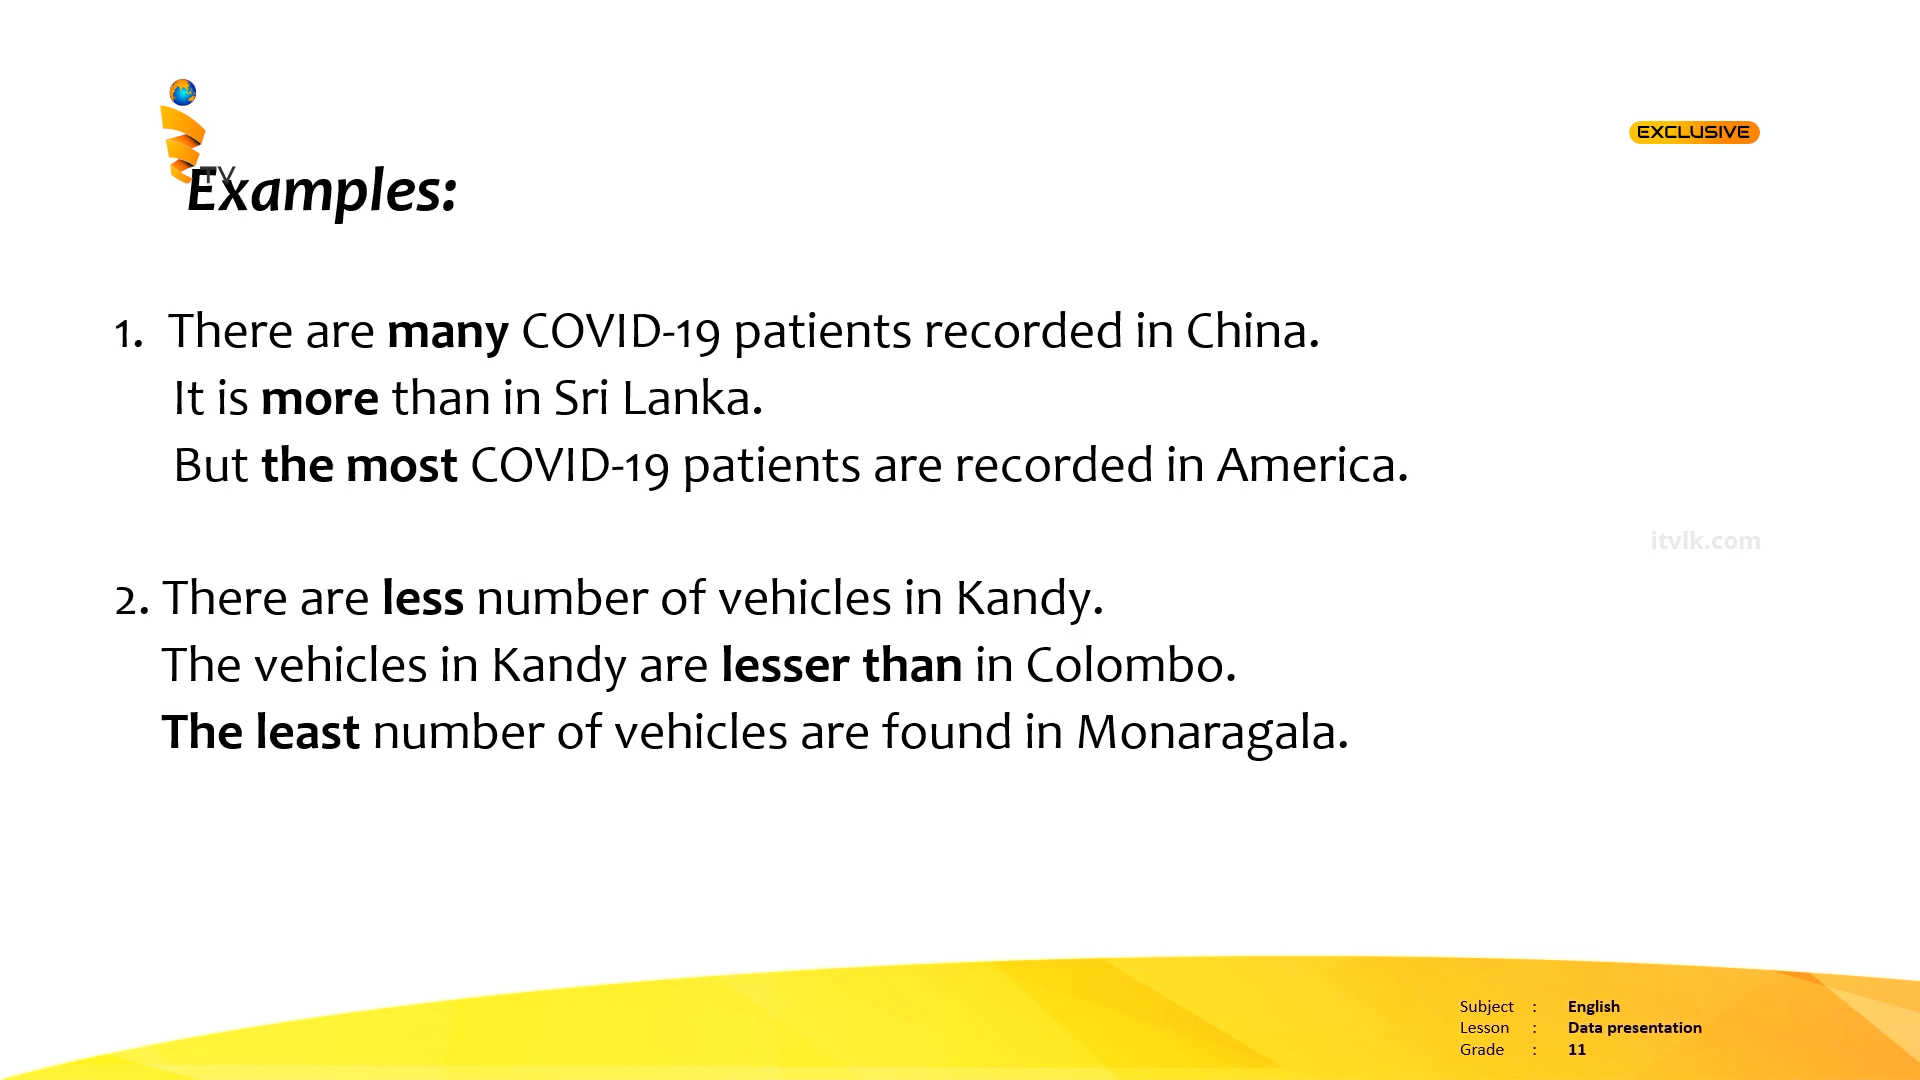 TV
EXCLUSIVE
Examples:
1. There are many COVID-19 patients recorded in China.
It is more than in Sri Lanka.
But the most COVID-19 patients are recorded in America.
itvlk.com
2. There are less number of vehicles in Kandy.
The vehicles in Kandy are lesser than in Colombo.
The least number of vehicles are found in Monaragala.
Subject : English
Lesson : Data presentation
Grade : 11